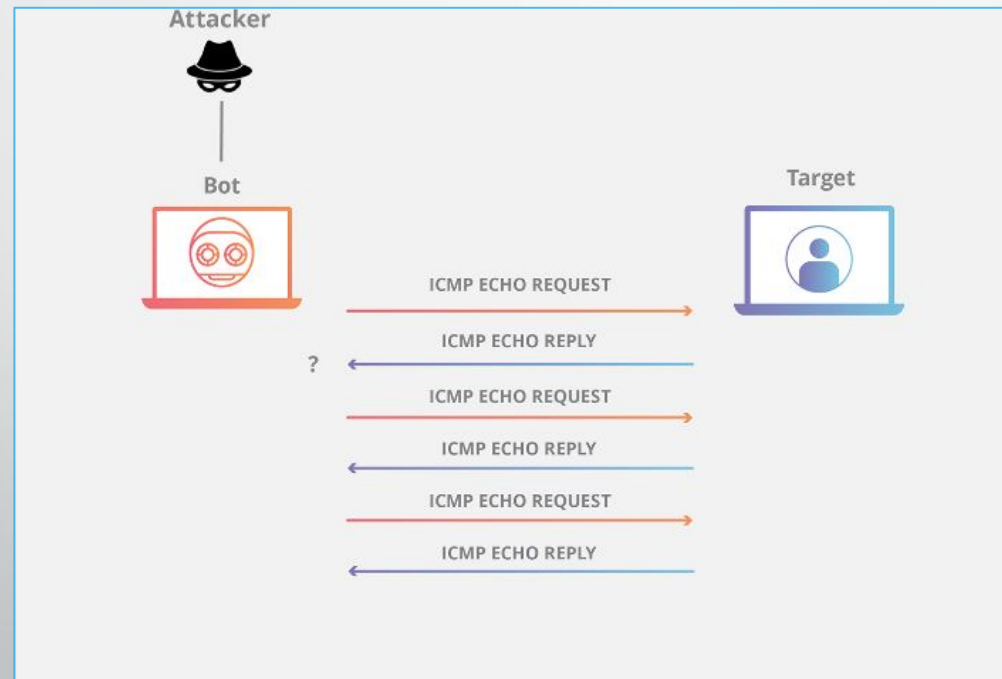 Attacker
Bot
Target
ICMP ECHO REQUEST
ICMP ECHO REPLY
?
ICMP ECHO REQUEST
ICMP ECHO REPLY
ICMP ECHO REQUEST
ICMP ECHO REPLY